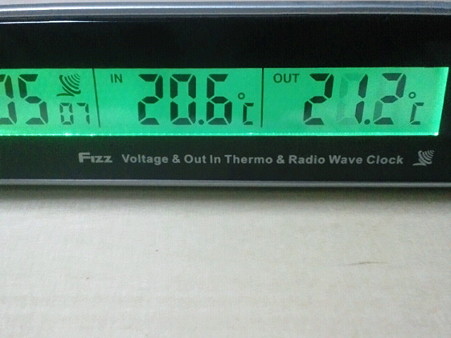 05 07 IN 20.6°C OUT 21.2°C
Fizz Voltage & Out In Thermo & Radio Wave Clock